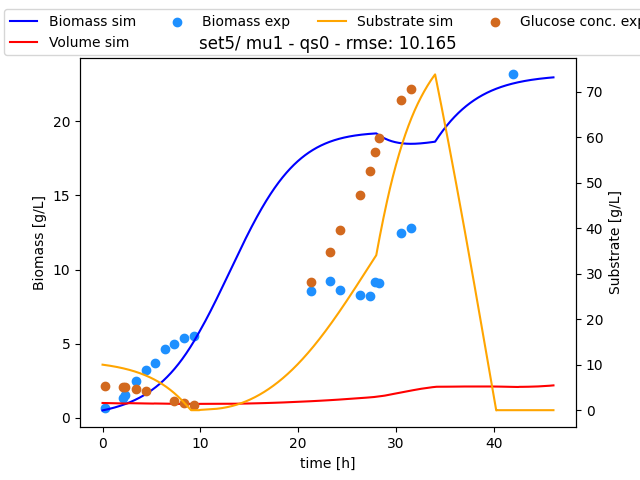 Biomass sim Biomass exp Substrate sim Glucose conc. exp
Volume sim
set5/ mu1 - qs0 - rmse: 10.165
Biomass [g/L]
0
5
10
15
20
0
10
20
30
40
50
60
70
Substrate [g/L]
0 10 20 30 40
time [h]